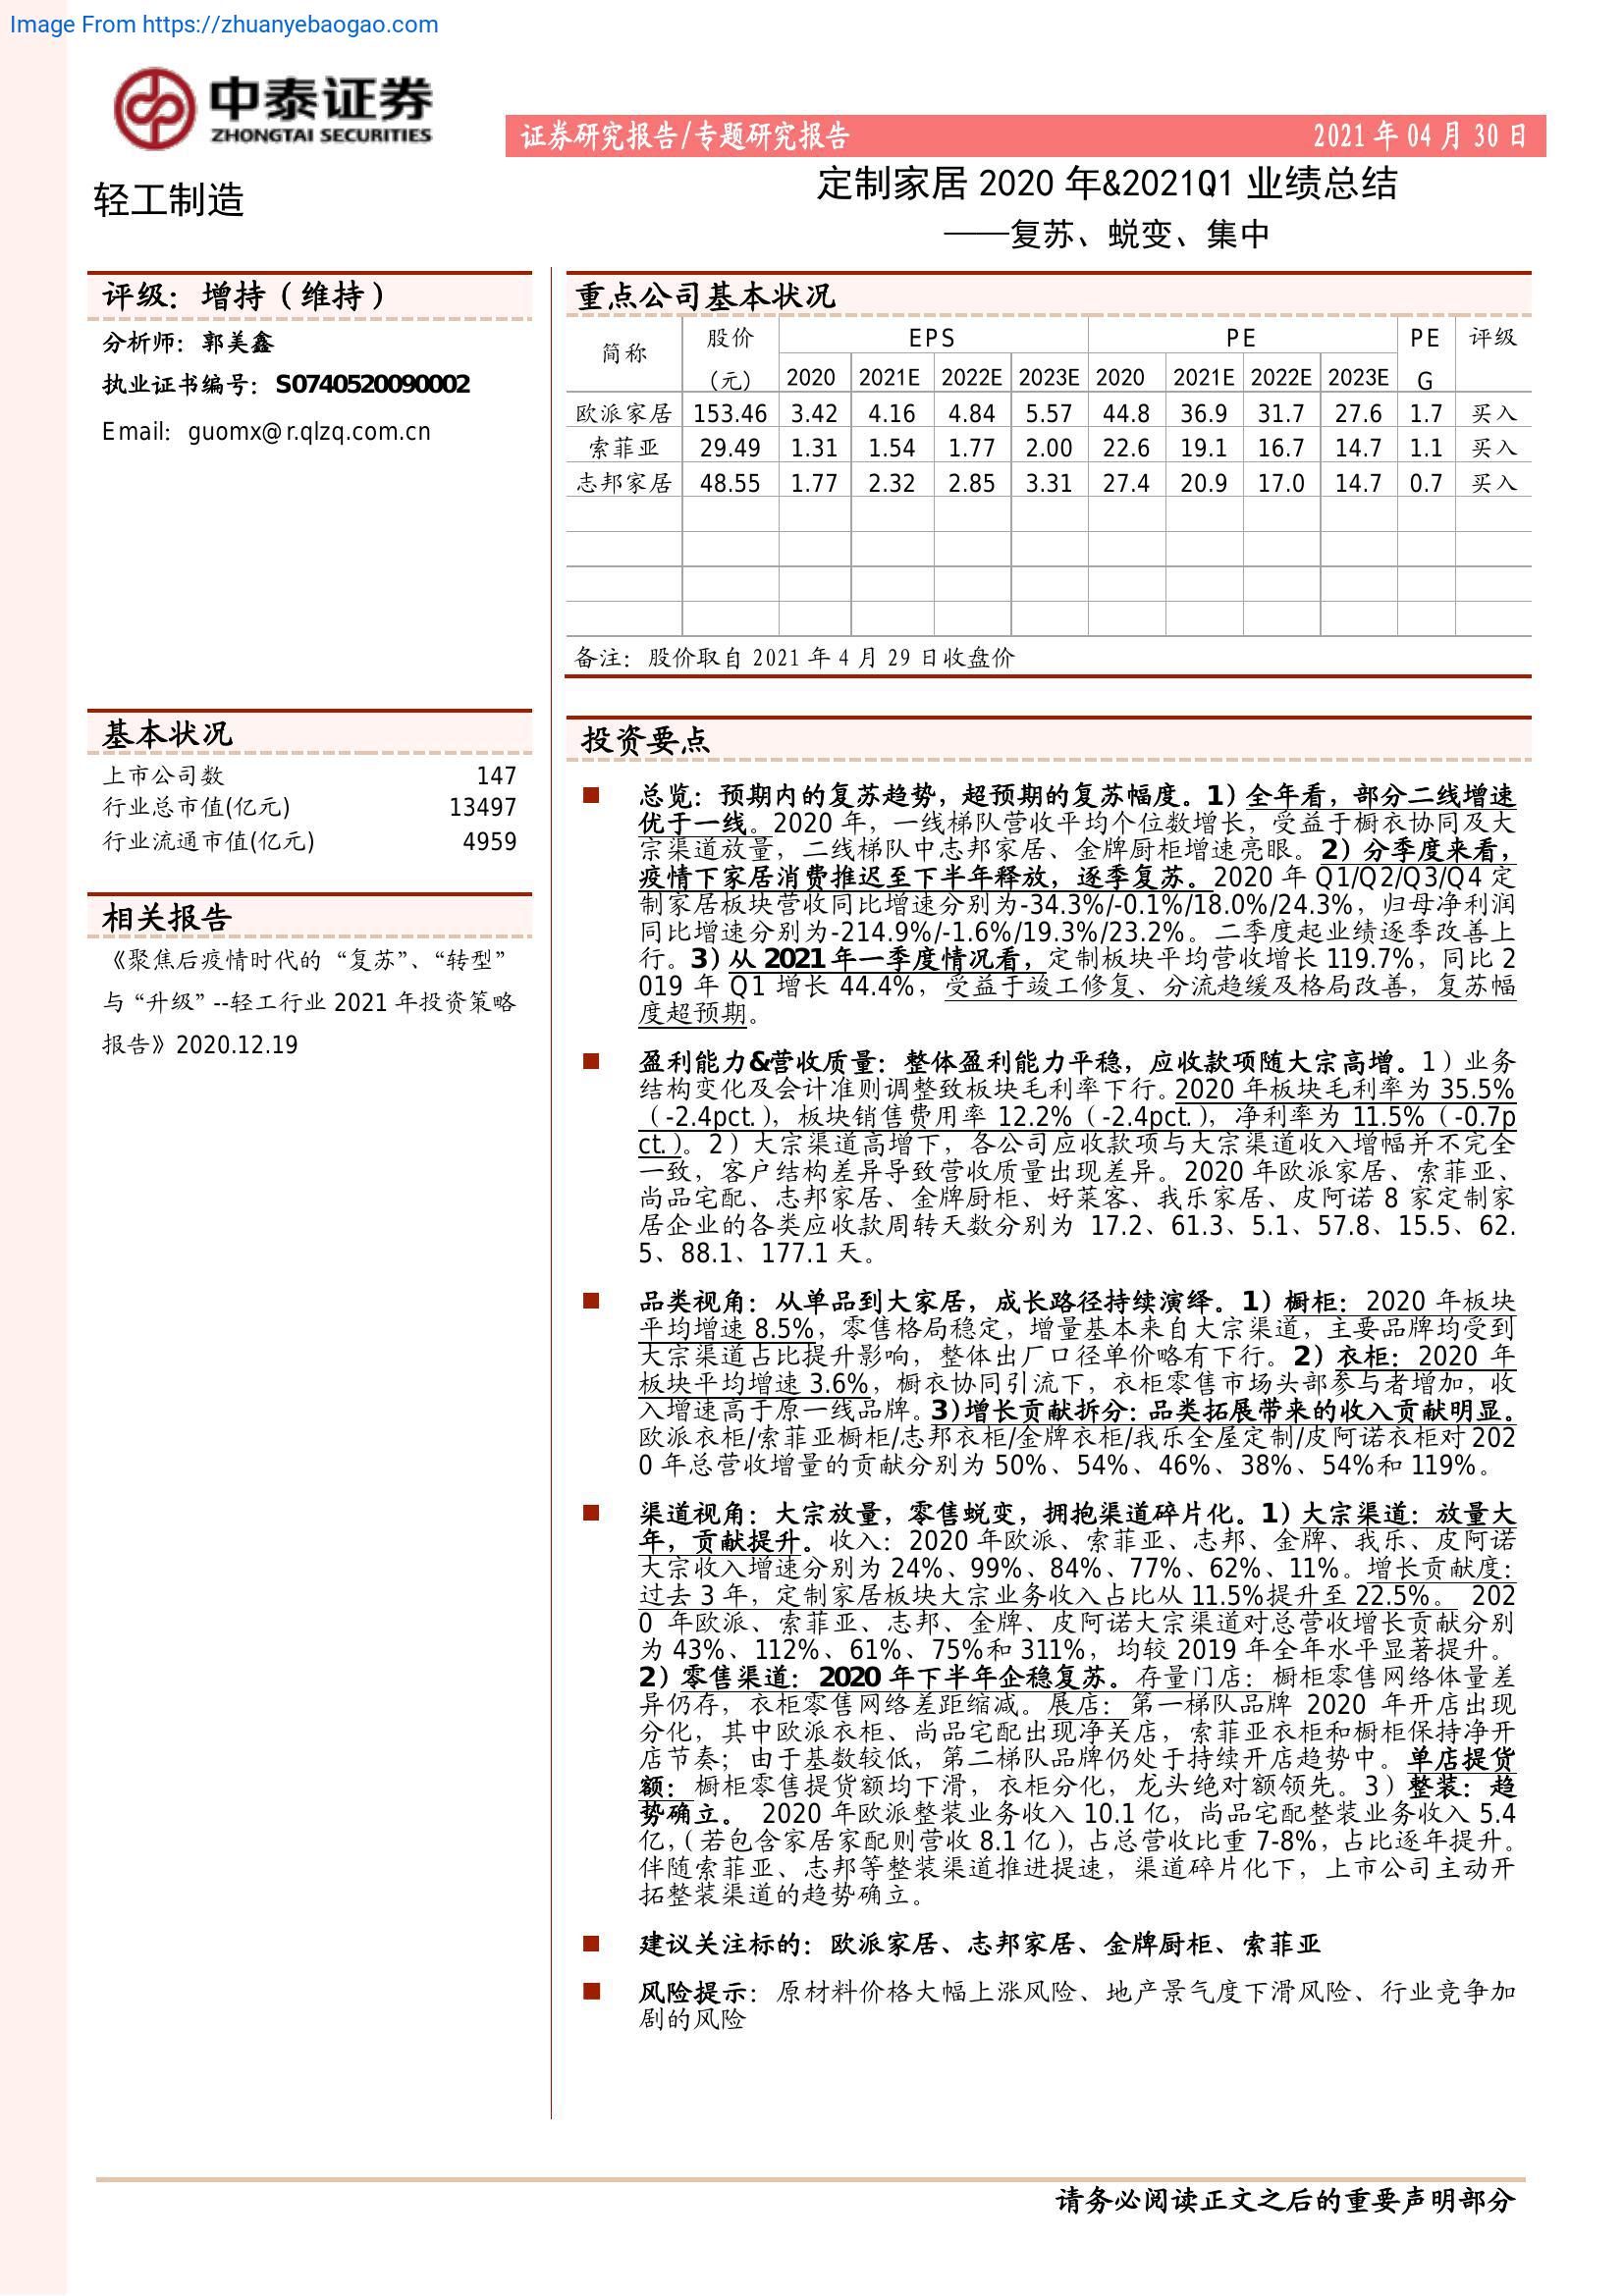 Image From https://zhuanyebaogao.com
中泰证券
ZHONGTAI SECURITIES
证券研究报告/专题研究报告 2021 年 04 月 30 日
轻工制造
定制家居 2020 年&2021Q1 业绩总结
——复苏、蜕变、集中
评级：增持（维持）
分析师：郭美鑫
执业证书编号：S0740520090002
Email：guomx@r.qlzq.com.cn
基本状况
上市公司数 147
行业总市值(亿元) 13497
行业流通市值(亿元) 4959
相关报告
《聚焦后疫情时代的“复苏”、“转型”
与“升级”--轻工行业 2021 年投资策略
报告》2020.12.19
重点公司基本状况
简称 股价 EPS PE PE 评级
（元） 2020 2021E 2022E 2023E 2020 2021E 2022E 2023E G
欧派家居 153.46 3.42 4.16 4.84 5.57 44.8 36.9 31.7 27.6 1.7 买入
索菲亚 29.49 1.31 1.54 1.77 2.00 22.6 19.1 16.7 14.7 1.1 买入
志邦家居 48.55 1.77 2.32 2.85 3.31 27.4 20.9 17.0 14.7 0.7 买入
备注：股价取自 2021 年 4 月 29 日收盘价
投资要点
■ 总览：预期内的复苏趋势，超预期的复苏幅度。1）全年看，部分二线增速
优于一线。2020 年，一线梯队营收平均个位数增长，受益于橱衣协同及大
宗渠道放量，二线梯队中志邦家居、金牌厨柜增速亮眼。2）分季度来看，
疫情下家居消费推迟至下半年释放，逐季复苏。2020 年 Q1/Q2/Q3/Q4 定
制家居板块营收同比增速分别为-34.3%/-0.1%/18.0%/24.3%，归母净利润
同比增速分别为-214.9%/-1.6%/19.3%/23.2%。二季度起业绩逐季改善上
行。3）从 2021 年一季度情况看，定制板块平均营收增长 119.7%，同比 2
019 年 Q1 增长 44.4%，受益于竣工修复、分流趋缓及格局改善，复苏幅
度超预期。
■ 盈利能力&营收质量：整体盈利能力平稳，应收款项随大宗高增。1）业务
结构变化及会计准则调整致板块毛利率下行。2020 年板块毛利率为 35.5%
（-2.4pct.），板块销售费用率 12.2%（-2.4pct.），净利率为 11.5%（-0.7p
ct.）。2）大宗渠道高增下，各公司应收款项与大宗渠道收入增幅并不完全
一致，客户结构差异导致营收质量出现差异。2020 年欧派家居、索菲亚、
尚品宅配、志邦家居、金牌厨柜、好莱客、我乐家居、皮阿诺 8 家定制家
居企业的各类应收款周转天数分别为 17.2、61.3、5.1、57.8、15.5、62.
5、88.1、177.1 天。
■ 品类视角：从单品到大家居，成长路径持续演绎。1）橱柜：2020 年板块
平均增速 8.5%，零售格局稳定，增量基本来自大宗渠道，主要品牌均受到
大宗渠道占比提升影响，整体出厂口径单价略有下行。2）衣柜：2020 年
板块平均增速 3.6%，橱衣协同引流下，衣柜零售市场头部参与者增加，收
入增速高于原一线品牌。3)增长贡献拆分：品类拓展带来的收入贡献明显。
欧派衣柜/索菲亚橱柜/志邦衣柜/金牌衣柜/我乐全屋定制/皮阿诺衣柜对 202
0 年总营收增量的贡献分别为 50%、54%、46%、38%、54%和 119%。
■ 渠道视角：大宗放量，零售蜕变，拥抱渠道碎片化。1）大宗渠道：放量大
年，贡献提升。收入：2020 年欧派、索菲亚、志邦、金牌、我乐、皮阿诺
大宗收入增速分别为 24%、99%、84%、77%、62%、11%。增长贡献度：
过去 3 年，定制家居板块大宗业务收入占比从 11.5%提升至 22.5%。 202
0 年欧派、索菲亚、志邦、金牌、皮阿诺大宗渠道对总营收增长贡献分别
为 43%、112%、61%、75%和 311%，均较 2019 年全年水平显著提升。
2）零售渠道：2020 年下半年企稳复苏。存量门店：橱柜零售网络体量差
异仍存，衣柜零售网络差距缩减。展店：第一梯队品牌 2020 年开店出现
分化，其中欧派衣柜、尚品宅配出现净关店，索菲亚衣柜和橱柜保持净开
店节奏；由于基数较低，第二梯队品牌仍处于持续开店趋势中。单店提货
额：橱柜零售提货额均下滑，衣柜分化，龙头绝对额领先。3）整装：趋
势确立。 2020 年欧派整装业务收入 10.1 亿，尚品宅配整装业务收入 5.4
亿，（若包含家居家配则营收 8.1 亿），占总营收比重 7-8%，占比逐年提升。
伴随索菲亚、志邦等整装渠道推进提速，渠道碎片化下，上市公司主动开
拓整装渠道的趋势确立。
■ 建议关注标的：欧派家居、志邦家居、金牌厨柜、索菲亚
■ 风险提示：原材料价格大幅上涨风险、地产景气度下滑风险、行业竞争加
剧的风险
请务必阅读正文之后的重要声明部分